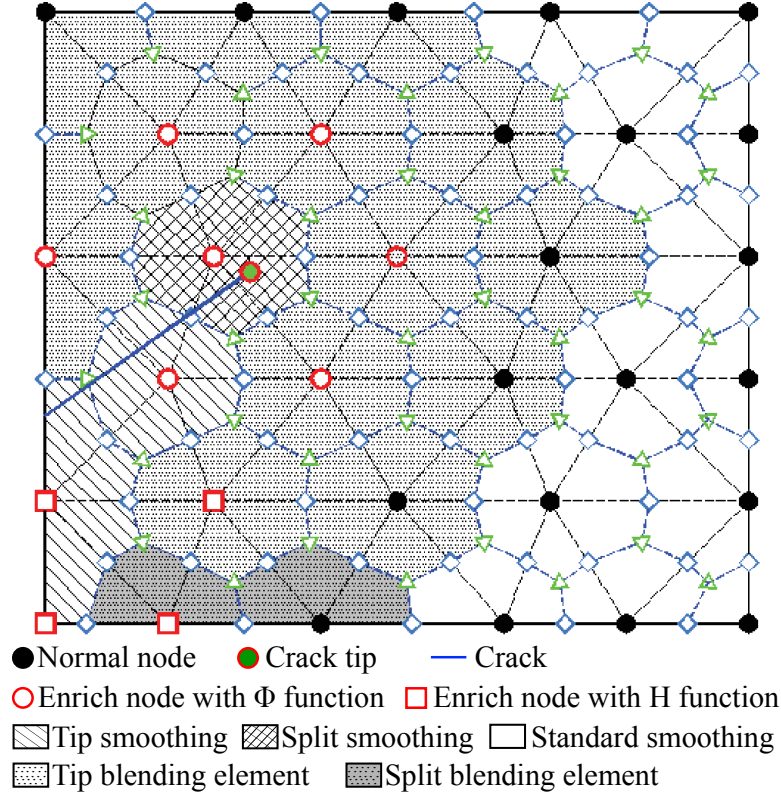 Normal node Crack tip Crack
Enrich node with Φ function Enrich node with H function
Tip smoothing Split smoothing Standard smoothing
Tip blending element Split blending element